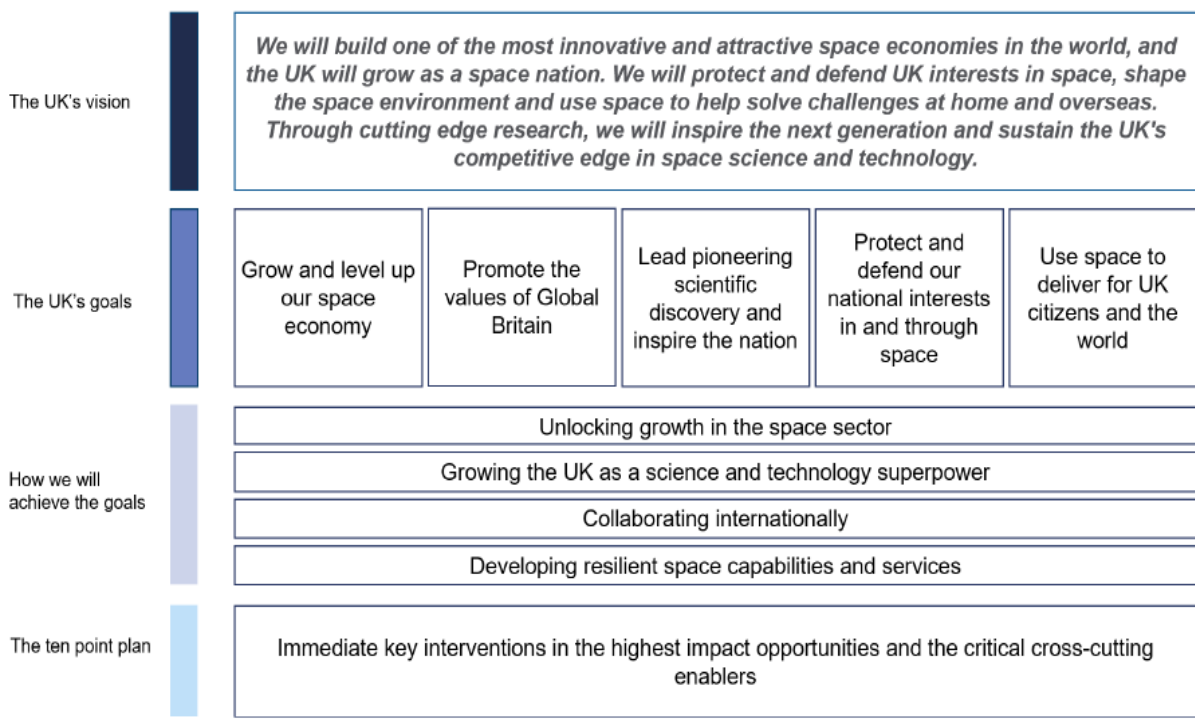 The UK's vision
We will build one of the most innovative and attractive space economies in the world, and
the UK will grow as a space nation. We will protect and defend UK interests in space, shape
the space environment and use space to help solve challenges at home and overseas.
Through cutting edge research, we will inspire the next generation and sustain the UK's
competitive edge in space science and technology.
The UK's goals
Grow and level up
our space
economy
Promote the
values of Global
Britain
Lead pioneering
scientific
discovery and
inspire the nation
Protect and
defend our
national interests
in and through
space
Use space to
deliver for UK
citizens and the
world
How we will
achieve the goals
Unlocking growth in the space sector
Growing the UK as a science and technology superpower
Collaborating internationally
Developing resilient space capabilities and services
The ten point plan
Immediate key interventions in the highest impact opportunities and the critical cross-cutting
enablers